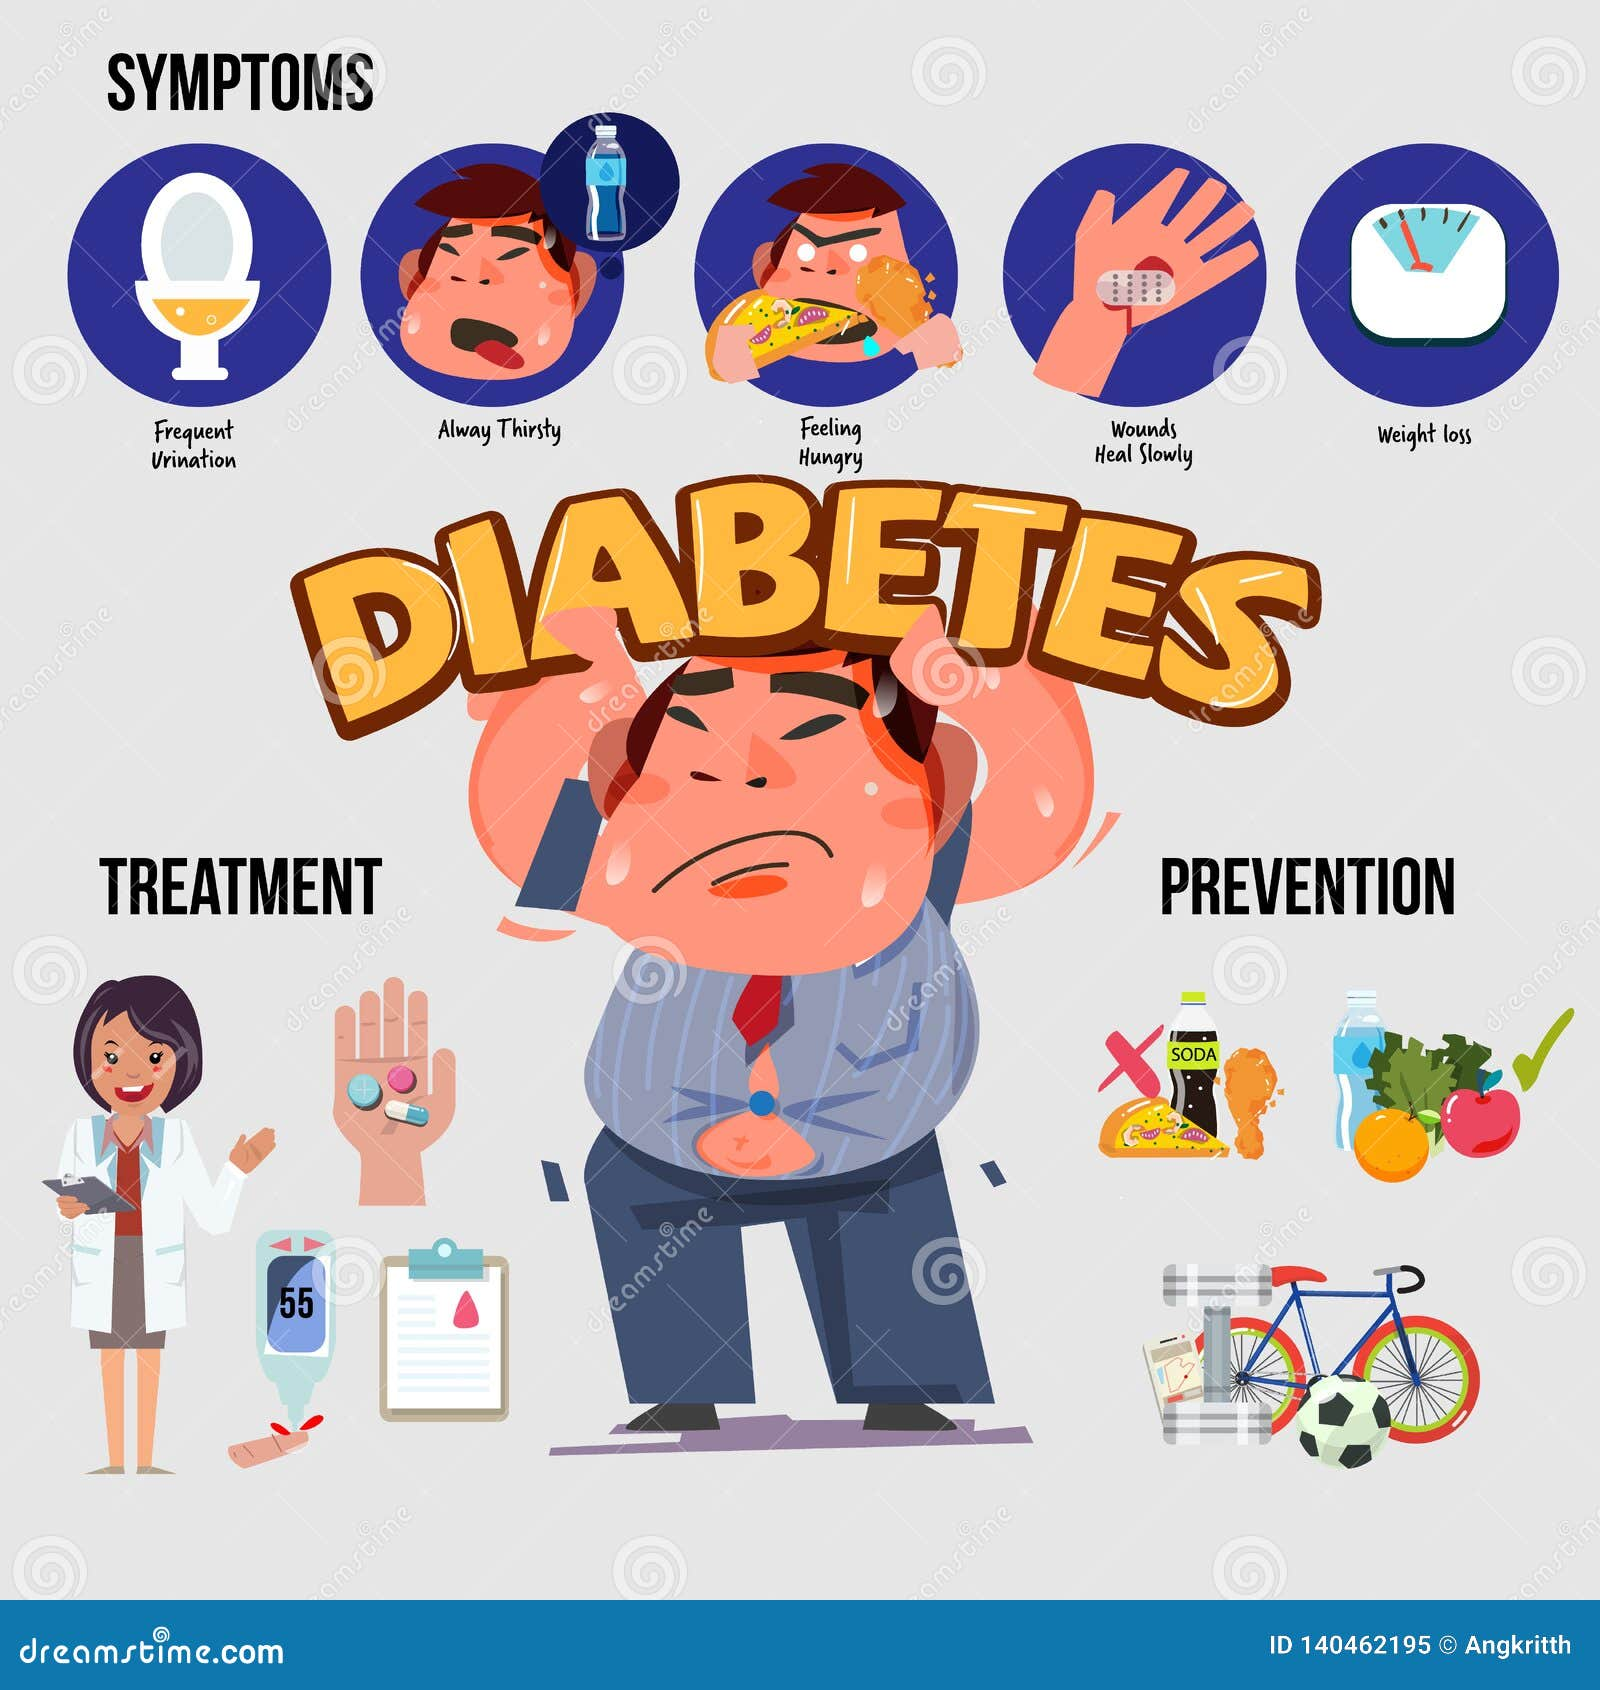 SYMPTOMS
Frequent
Urination
Alway Thirsty
Feeling
Hungry
Wounds
Heal Slowly
Weight loss
DIABETES
TREATMENT
PREVENTION
SODA
55
dreamstime.com
ID 140462195 © Angkritth
dreamstime